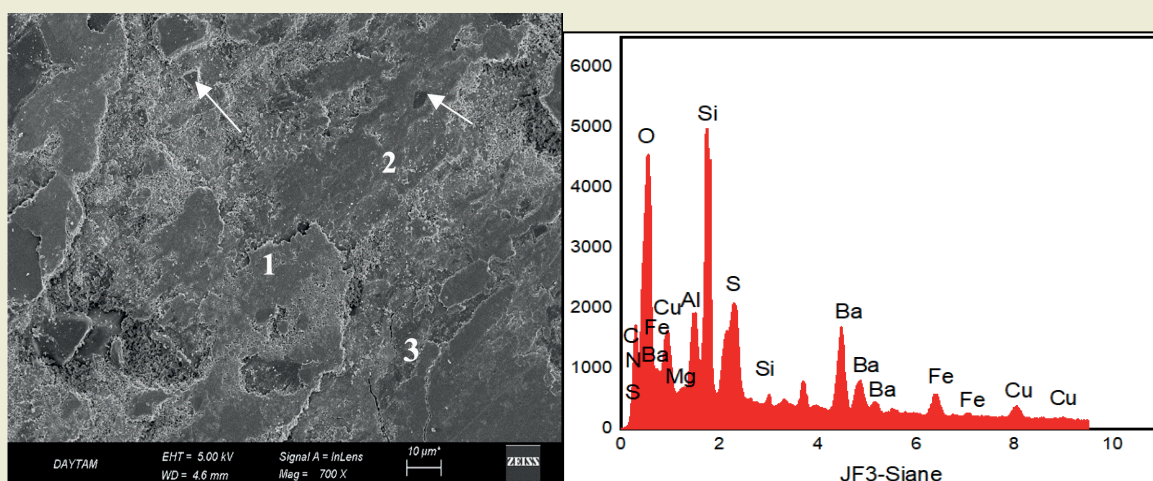 2
1
3
DAYTAM
EHT = 5.00 kV
Signal A = InLens
WD = 4.6 mm
Mag = 700 X
10 µm*
ZEISS
6000
5000
4000
3000
2000
1000
0
O
Si
S
Cu
Al
C
Fe
N
Ba
Mg
S
Si
Ba
Ba
Ba
Fe
Fe
Cu
Cu
0 2 4 6 8 10
JF3-Siane